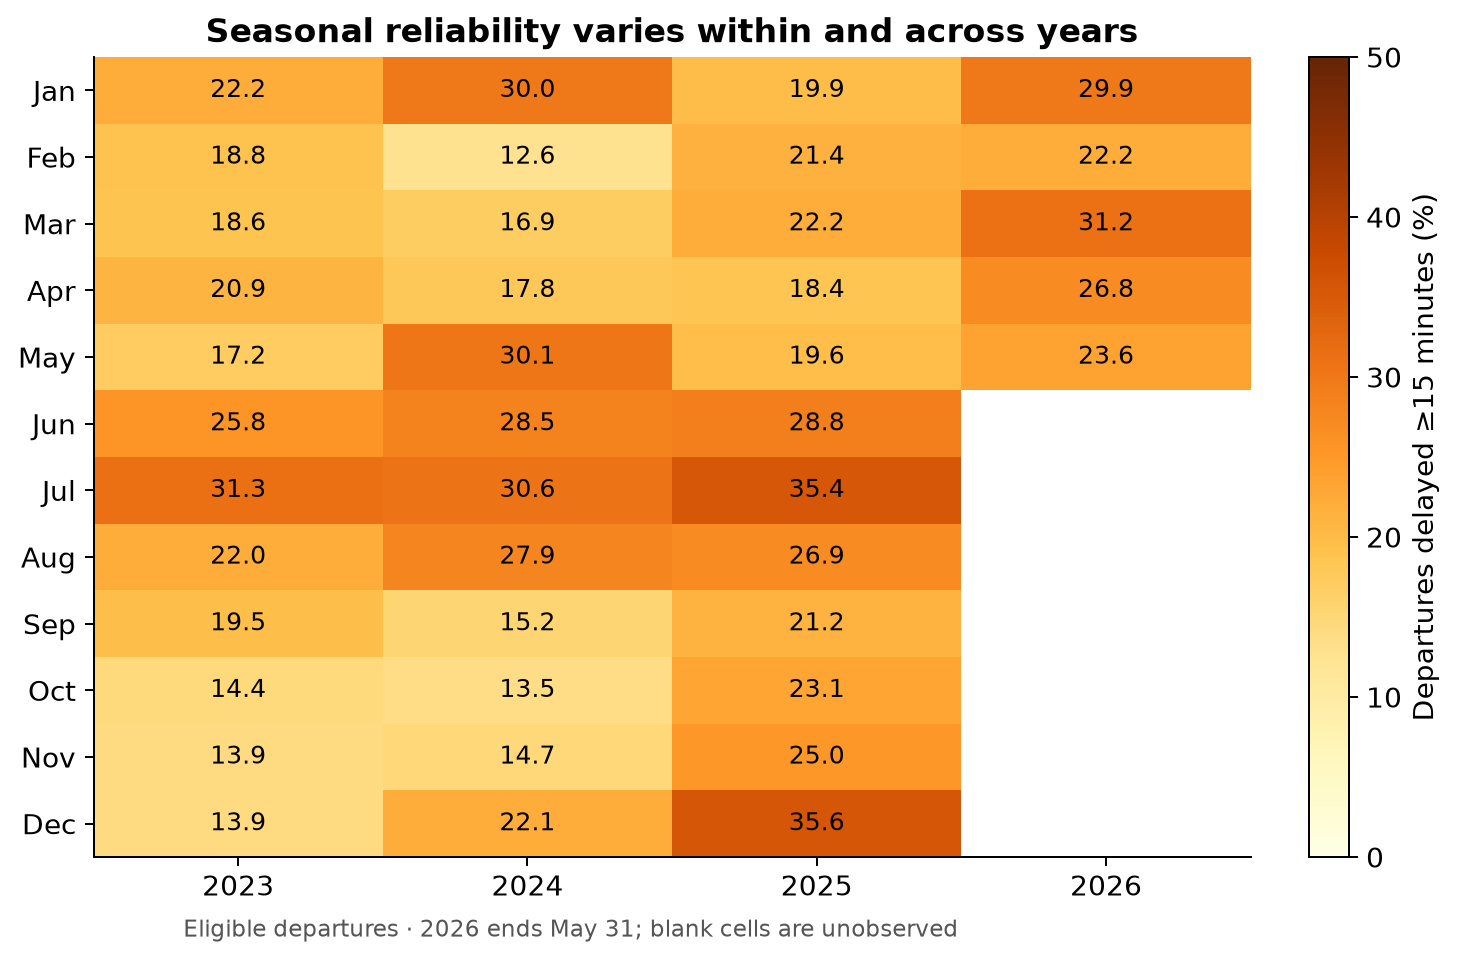 Seasonal reliability varies within and across years
Jan 22.2 30.0 19.9 29.9
Feb 18.8 12.6 21.4 22.2
Mar 18.6 16.9 22.2 31.2
Apr 20.9 17.8 18.4 26.8
May 17.2 30.1 19.6 23.6
Jun 25.8 28.5 28.8
Jul 31.3 30.6 35.4
Aug 22.0 27.9 26.9
Sep 19.5 15.2 21.2
Oct 14.4 13.5 23.1
Nov 13.9 14.7 25.0
Dec 13.9 22.1 35.6
2023 2024 2025 2026
Eligible departures · 2026 ends May 31; blank cells are unobserved
50
40
30
20
10
0
Departures delayed ≥15 minutes (%)